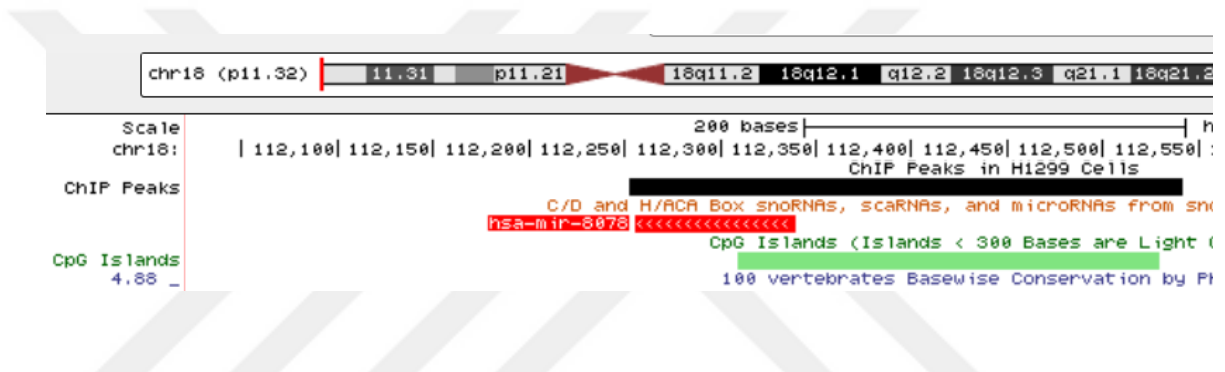 chr18 (p11.32) 11.31 p11.21 18q11.2 18q12.1 q12.2 18q12.3 q21.1 18q21.2
Scale 200 bases h
chr18: | 112,100| 112,150| 112,200| 112,250| 112,300| 112,350| 112,400| 112,450| 112,500| 112,550|
ChIP Peaks in H1299 Cells
ChIP Peaks
C/D and H/ACA Box snoRNAs, scaRNAs, and microRNAs from sno
hsa-mir-8078 <<<<<<<<<<<<<<<<<
CpG Islands (Islands < 300 Bases are Light G
CpG Islands
4.88 _ 100 vertebrates Basewise Conservation by Ph